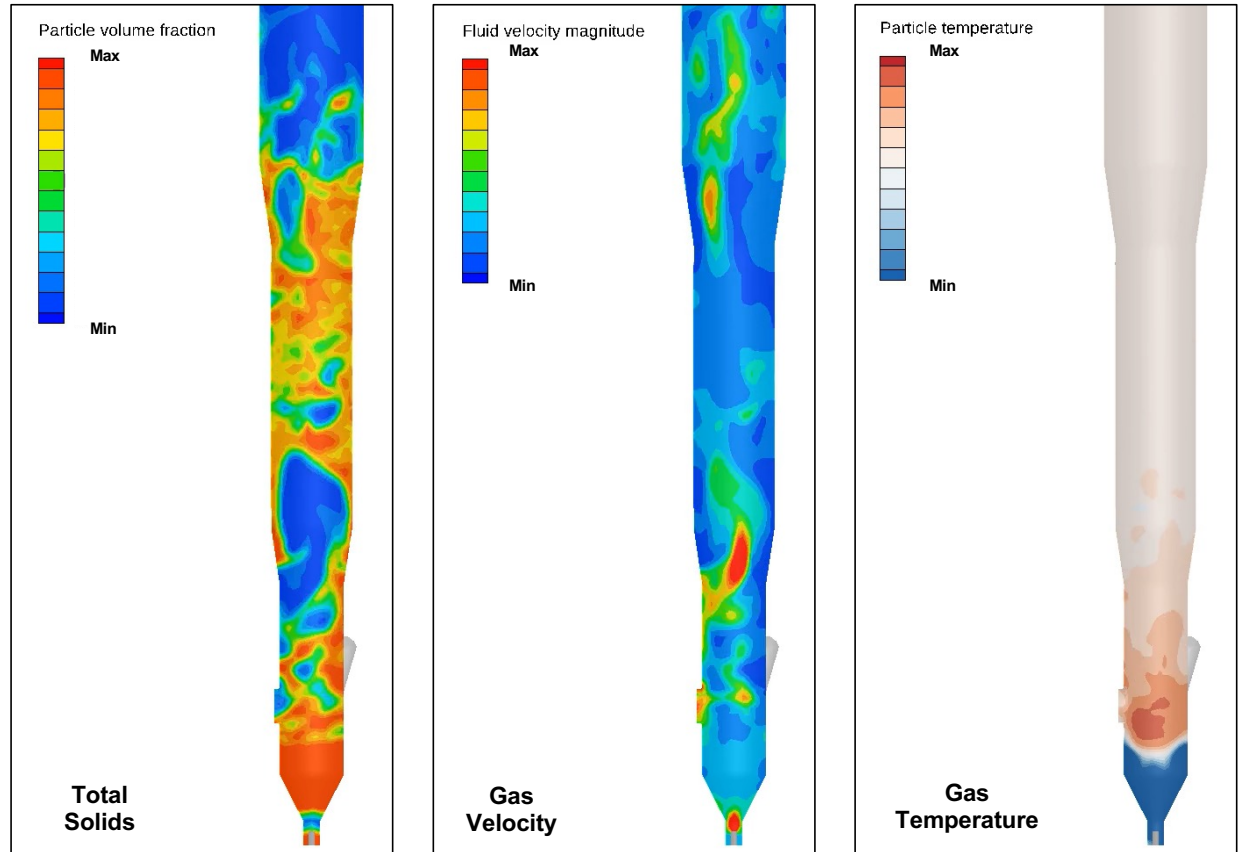 Particle volume fraction
Max
Min
Total
Solids
Fluid velocity magnitude
Max
Min
Gas
Velocity
Particle temperature
Max
Min
Gas
Temperature